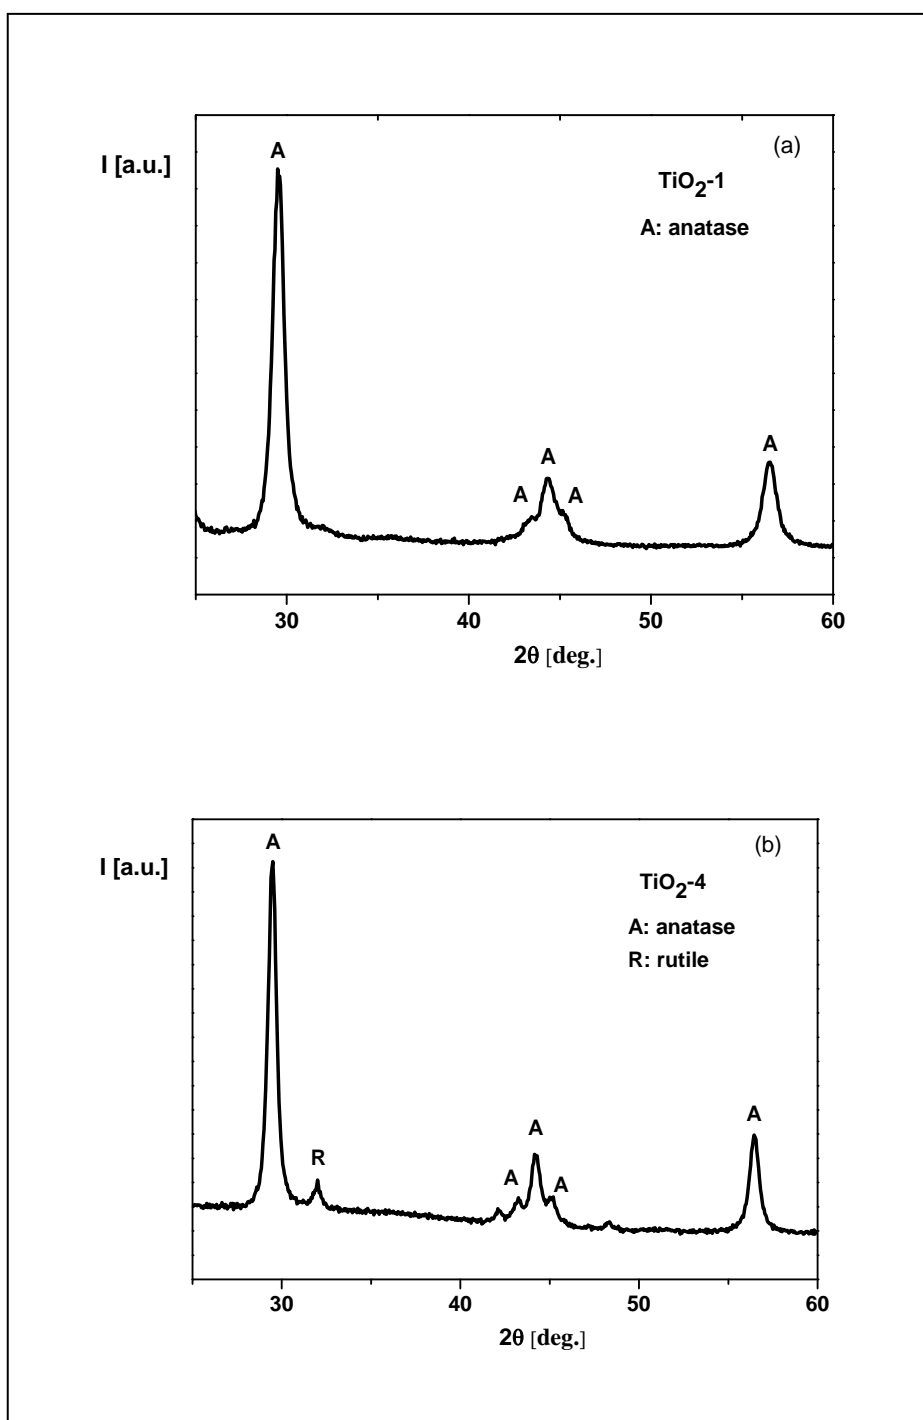 (a)
I [a.u.]
A
TiO2-1
A: anatase
A
A A A
30 40 50 60
2θ [deg.]
(b)
I [a.u.]
A
TiO2-4
A: anatase
R: rutile
A
A
R A A
30 40 50 60
2θ [deg.]